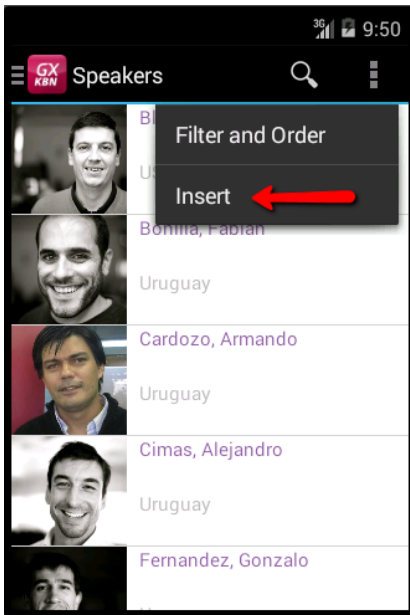 3G
9:50
GX
KBN
Speakers
Filter and Order
Insert
Bonilla, Fabian
Uruguay
Cardozo, Armando
Uruguay
Cimas, Alejandro
Uruguay
Fernandez, Gonzalo